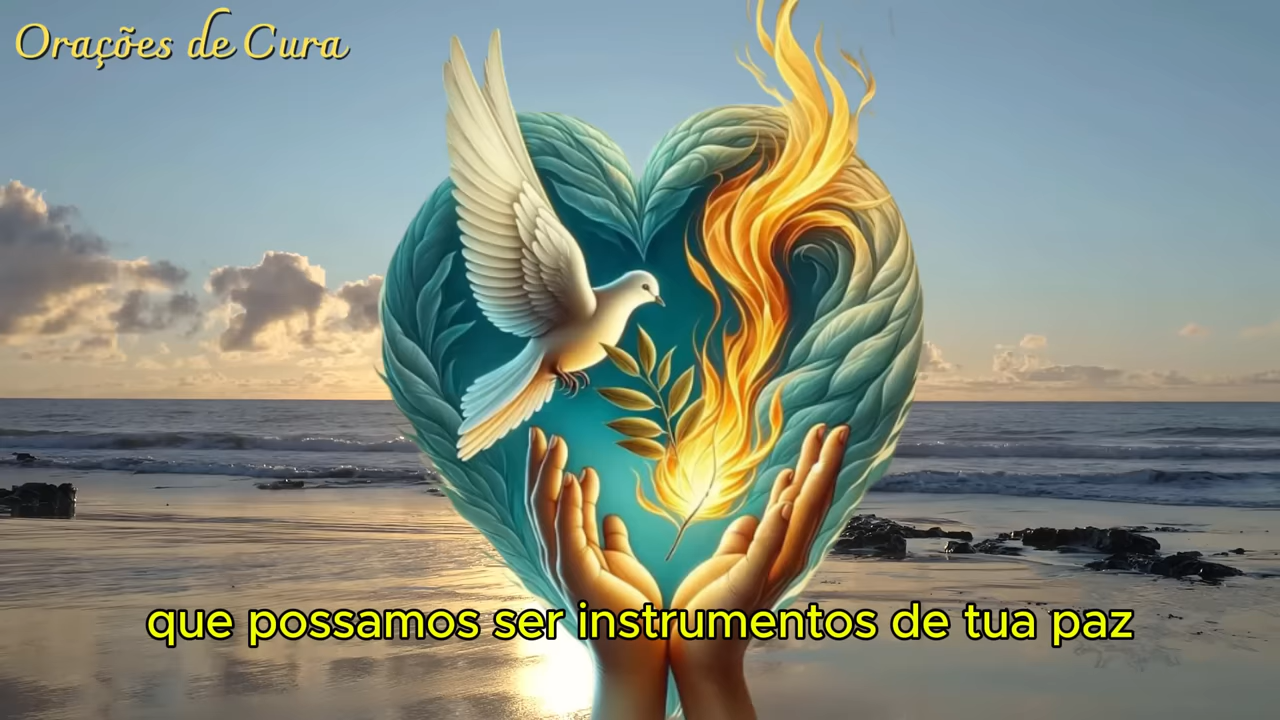 Orações de Cura
que possamos ser instrumentos de tua paz